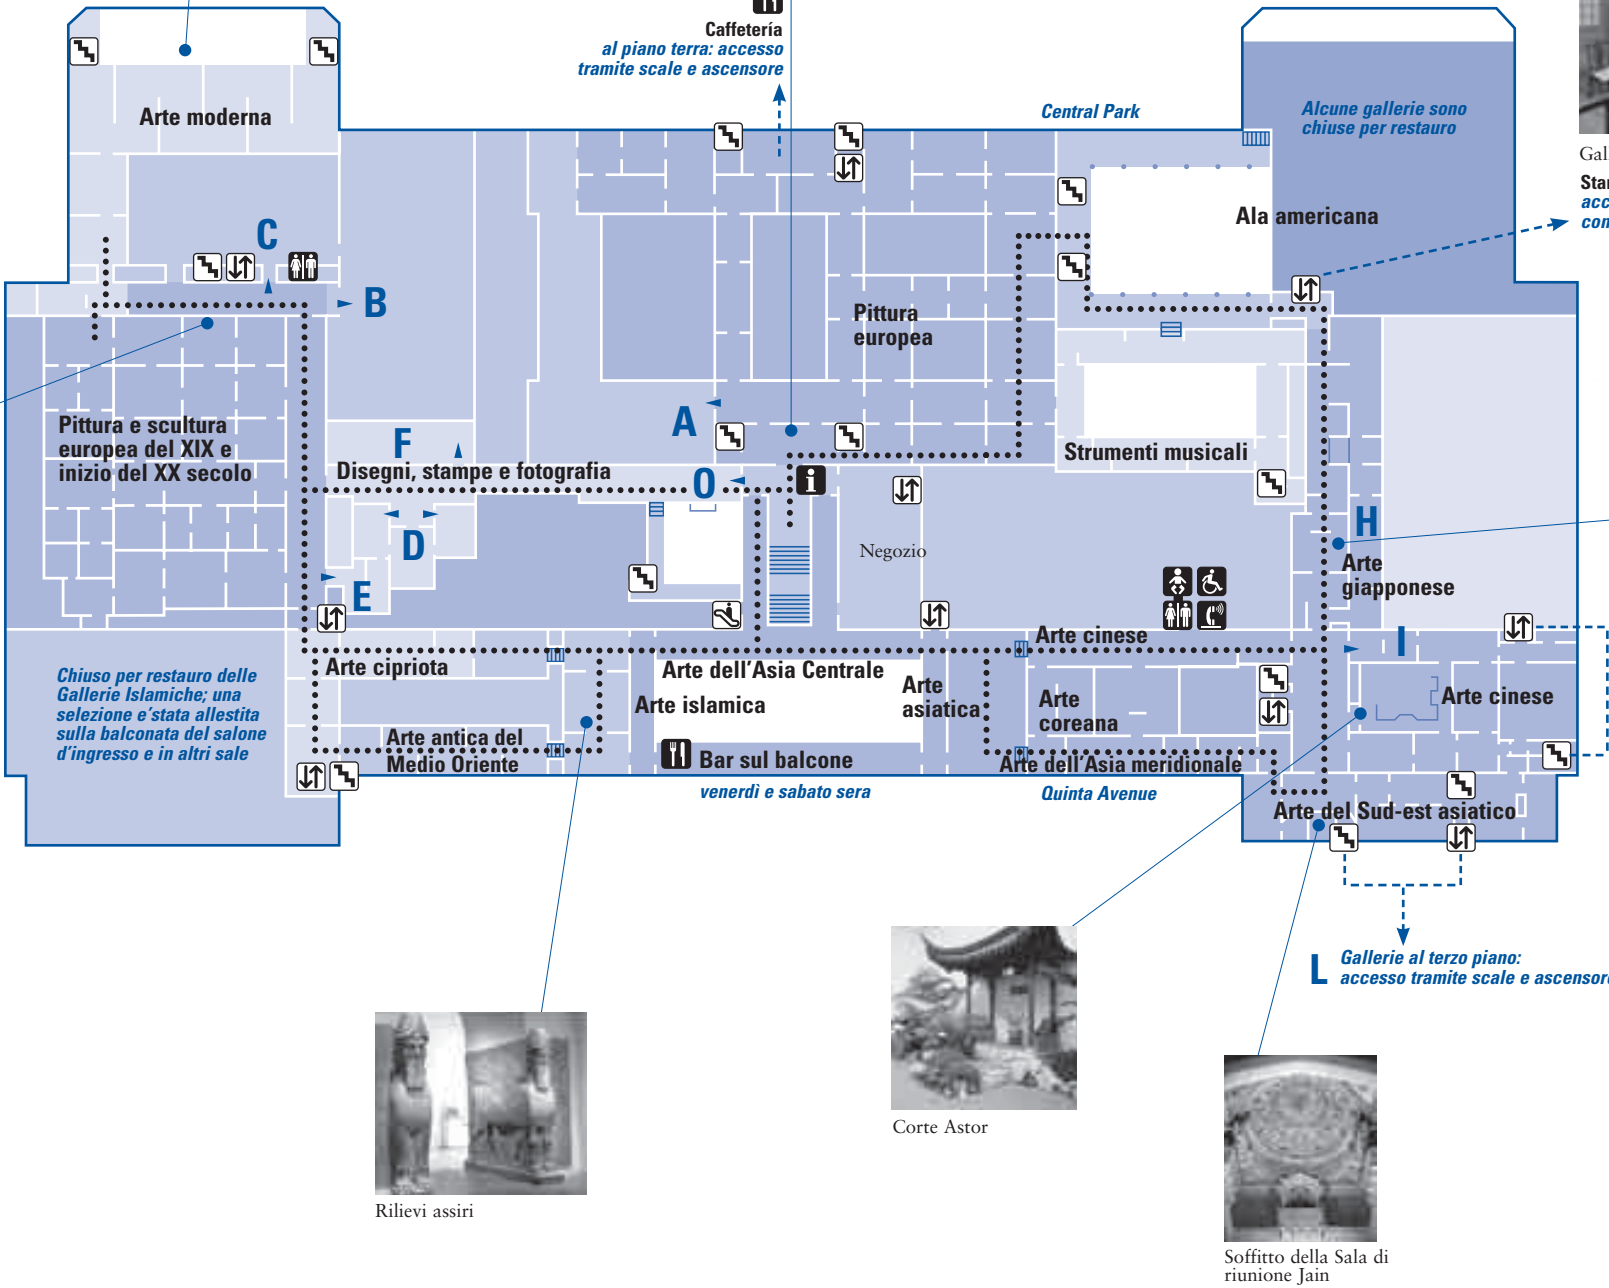 Caffetería
al piano terra: accesso
tramite scale e ascensore
Central Park
Alcune gallerie sono
chiuse per restauro
Arte moderna
Ala americana
C
B
Pittura
europea
A
Pittura e scultura
europea del XIX e
inizio del XX secolo
F
Disegni, stampe e fotografia
O
i
Strumenti musicali
D
E
Negozio
H
Arte
giapponese
Arte cinese
I
Chiuso per restauro delle
Gallerie Islamiche; una
selezione e'stata allestita
sulla balconata del salone
d'ingresso e in altri sale
Arte cipriota
Arte dell'Asia Centrale
Arte islamica
Arte
asiatica
Arte
coreana
Arte cinese
Arte antica del
Medio Oriente
Bar sul balcone
venerdì e sabato sera
Arte dell'Asia meridionale
Quinta Avenue
Arte del Sud-est asiatico
L
Gallerie al terzo piano:
accesso tramite scale e ascensore
Rilievi assiri
Corte Astor
Soffitto della Sala di
riunione Jain